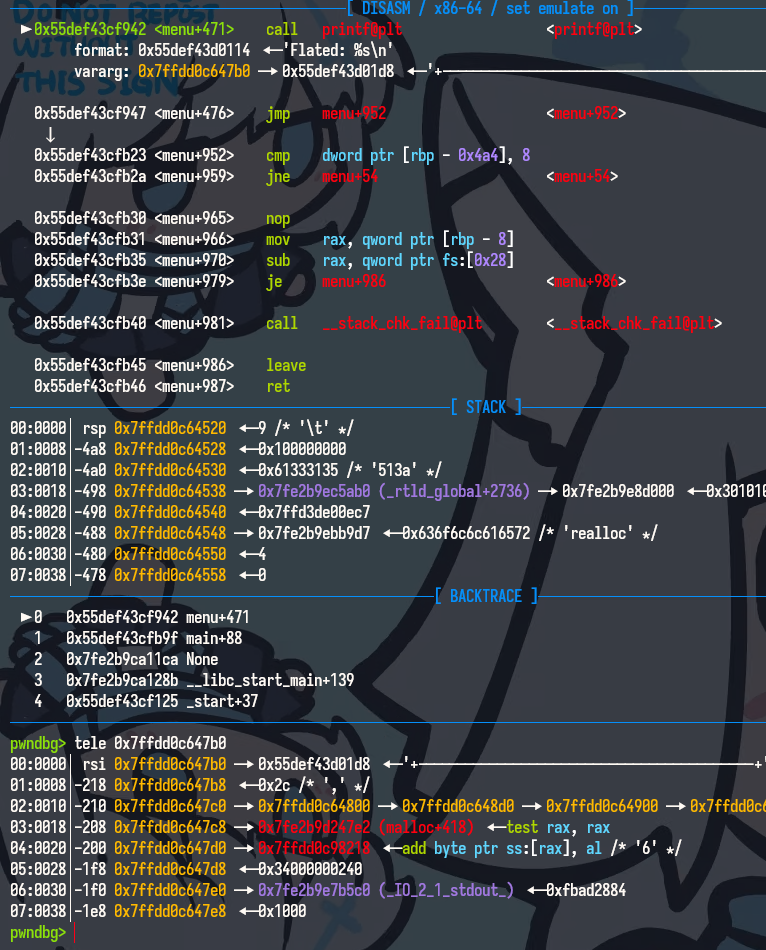 DO NOT REPOST
WITHOUT
THIS SIGN
[ DISASM / x86-64 / set emulate on ]
►0x55def43cf942 <menu+471> call printf@plt <printf@plt>
format: 0x55def43d0114 ◂— 'Flated: %s\n'
vararg: 0x7ffdd0c647b0 —▸ 0x55def43d01d8 ◂— '+————————
0x55def43cf947 <menu+476> jmp menu+952 <menu+952>
↓
0x55def43cfb23 <menu+952> cmp dword ptr [rbp - 0x4a4], 8
0x55def43cfb2a <menu+959> jne menu+54 <menu+54>
0x55def43cfb30 <menu+965> nop
0x55def43cfb31 <menu+966> mov rax, qword ptr [rbp - 8]
0x55def43cfb35 <menu+970> sub rax, qword ptr fs:[0x28]
0x55def43cfb3e <menu+979> je menu+986 <menu+986>
0x55def43cfb40 <menu+981> call __stack_chk_fail@plt <__stack_chk_fail@plt>
0x55def43cfb45 <menu+986> leave
0x55def43cfb46 <menu+987> ret
[ STACK ]
00:0000│ rsp 0x7ffdd0c64520 ◂— 9 /* '\t' */
01:0008│-4a8 0x7ffdd0c64528 ◂— 0x100000000
02:0010│-4a0 0x7ffdd0c64530 ◂— 0x61333135 /* '513a' */
03:0018│-498 0x7ffdd0c64538 —▸ 0x7fe2b9ec5ab0 (_rtld_global+2736) —▸ 0x7fe2b9e8d000 ◂— 0x301010
04:0020│-490 0x7ffdd0c64540 ◂— 0x7ffd3de00ec7
05:0028│-488 0x7ffdd0c64548 —▸ 0x7fe2b9ebb9d7 ◂— 0x636f6c6c616572 /* 'realloc' */
06:0030│-480 0x7ffdd0c64550 ◂— 4
07:0038│-478 0x7ffdd0c64558 ◂— 0
[ BACKTRACE ]
►0 0x55def43cf942 menu+471
1 0x55def43cfb9f main+88
2 0x7fe2b9ca11ca None
3 0x7fe2b9ca128b __libc_start_main+139
4 0x55def43cf125 _start+37
pwndbg> tele 0x7ffdd0c647b0
00:0000│ rsi 0x7ffdd0c647b0 —▸ 0x55def43d01d8 ◂— '+————————+'
01:0008│-218 0x7ffdd0c647b8 ◂— 0x2c /* ',' */
02:0010│-210 0x7ffdd0c647c0 —▸ 0x7ffdd0c64800 —▸ 0x7ffdd0c648d0 —▸ 0x7ffdd0c64900 —▸ 0x7ffdd0c6
03:0018│-208 0x7ffdd0c647c8 —▸ 0x7fe2b9d247e2 (malloc+418) ◂— test rax, rax
04:0020│-200 0x7ffdd0c647d0 —▸ 0x7ffdd0c98218 ◂— add byte ptr ss:[rax], al /* '6' */
05:0028│-1f8 0x7ffdd0c647d8 ◂— 0x34000000240
06:0030│-1f0 0x7ffdd0c647e0 —▸ 0x7fe2b9e7b5c0 (_IO_2_1_stdout_) ◂— 0xfbad2884
07:0038│-1e8 0x7ffdd0c647e8 ◂— 0x1000
pwndbg>